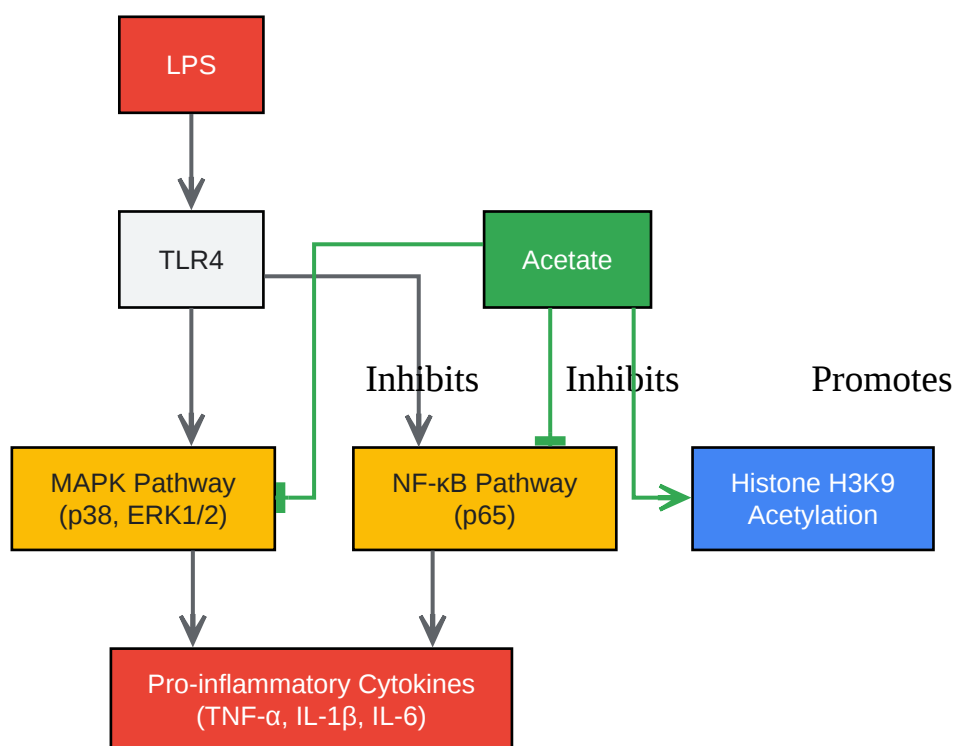 LPS
TLR4
Acetate
Inhibits
Inhibits
Promotes
MAPK Pathway
(p38, ERK1/2)
NF-κB Pathway
(p65)
Histone H3K9
Acetylation
Pro-inflammatory Cytokines
(TNF-α, IL-1β, IL-6)